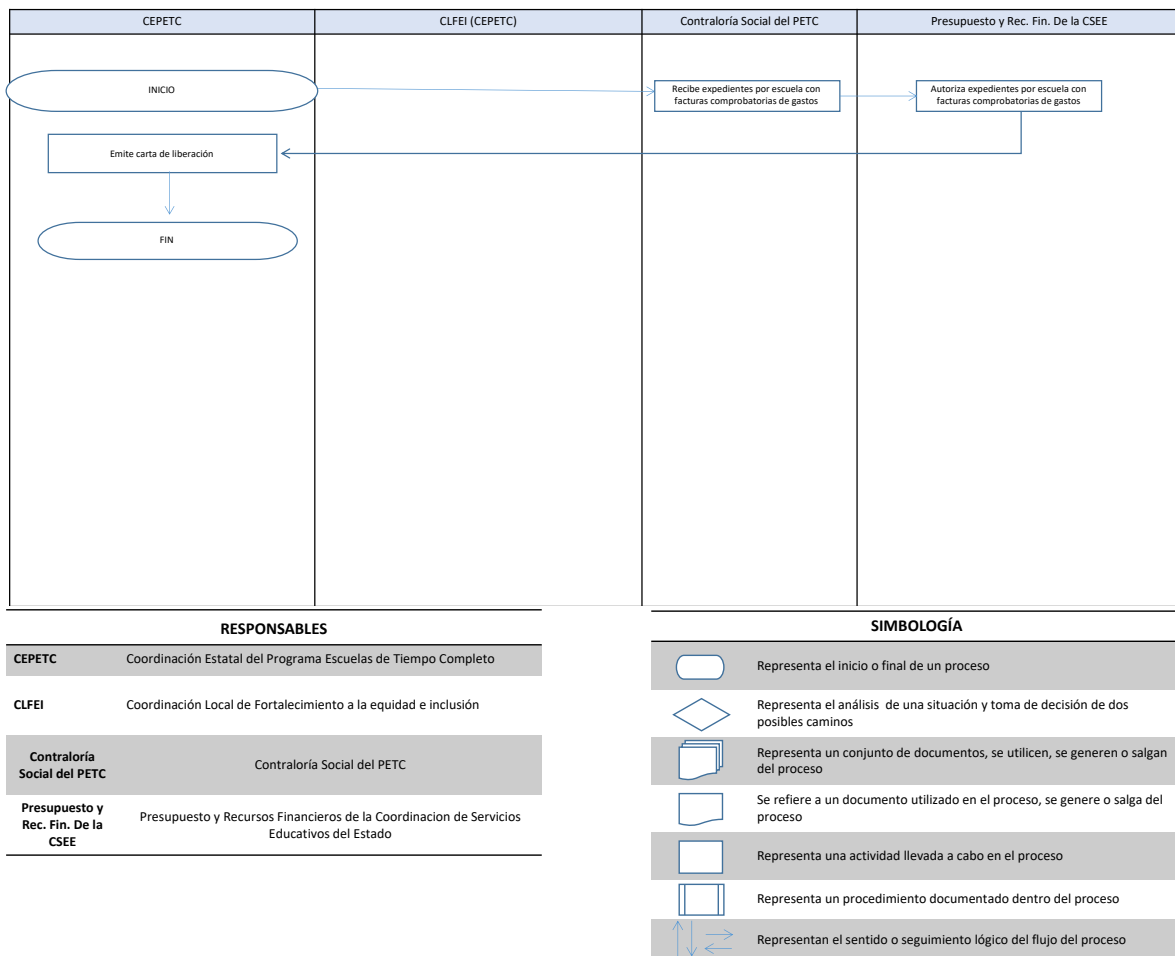 CEPETC
CLFEI (CEPETC)
Contraloría Social del PETC
Presupuesto y Rec. Fin. De la CSEE
INICIO
Recibe expedientes por escuela con
facturas comprobatorias de gastos
Autoriza expedientes por escuela con
facturas comprobatorias de gastos
Emite carta de liberación
FIN
RESPONSABLES
CEPETC
Coordinación Estatal del Programa Escuelas de Tiempo Completo
CLFEI
Coordinación Local de Fortalecimiento a la equidad e inclusión
Contraloría
Social del PETC
Contraloría Social del PETC
Presupuesto y
Rec. Fin. De la
CSEE
Presupuesto y Recursos Financieros de la Coordinacion de Servicios
Educativos del Estado
SIMBOLOGÍA
Representa el inicio o final de un proceso
Representa el análisis de una situación y toma de decisión de dos
posibles caminos
Representa un conjunto de documentos, se utilicen, se generen o salgan
del proceso
Se refiere a un documento utilizado en el proceso, se genere o salga del
proceso
Representa una actividad llevada a cabo en el proceso
Representa un procedimiento documentado dentro del proceso
Representan el sentido o seguimiento lógico del flujo del proceso